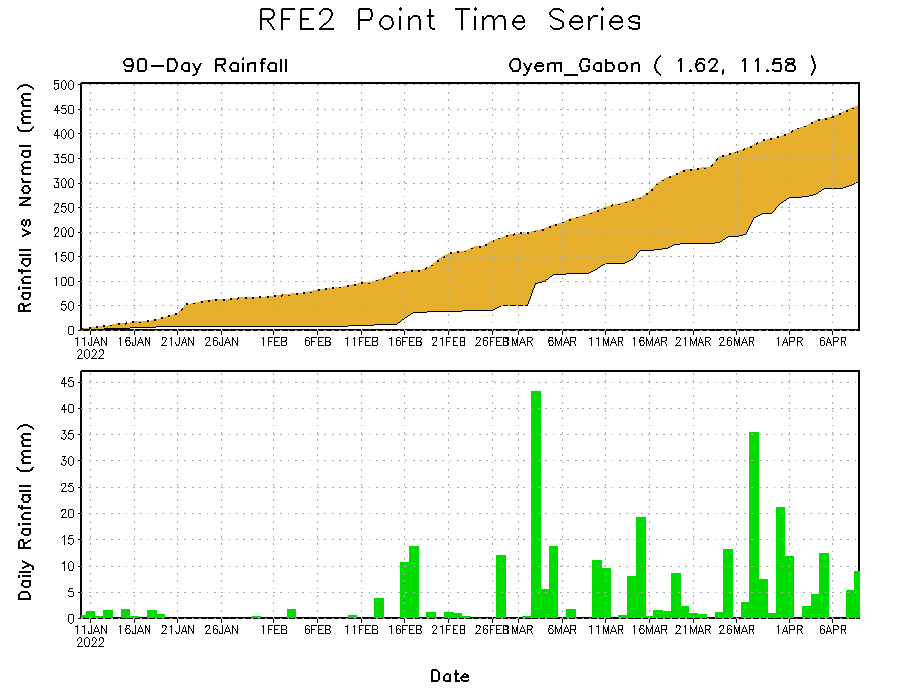 RFE2 Point Time Series
90-Day Rainfall
Oyem_Gabon ( 1.62, 11.58 )
Rainfall vs Normal (mm)
500
450
400
350
300
250
200
150
100
50
0
11JAN 16JAN 21JAN 26JAN 1FEB 6FEB 11FEB 16FEB 21FEB 26FEB 1MAR 6MAR 11MAR 16MAR 21MAR 26MAR 1APR 6APR
2022
Daily Rainfall (mm)
45
40
35
30
25
20
15
10
5
0
11JAN 16JAN 21JAN 26JAN 1FEB 6FEB 11FEB 16FEB 21FEB 26FEB 1MAR 6MAR 11MAR 16MAR 21MAR 26MAR 1APR 6APR
2022
Date